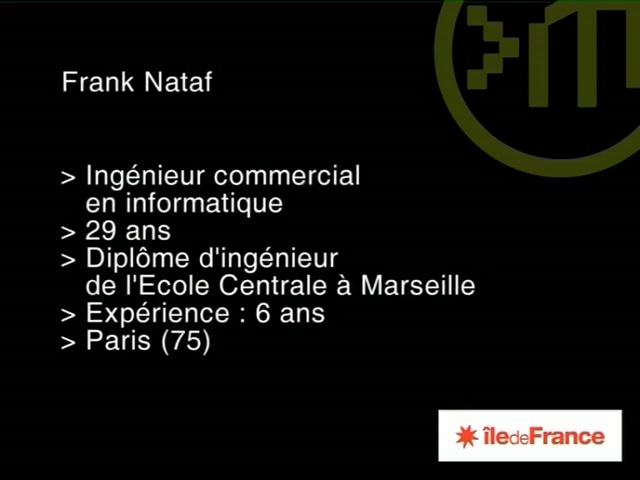 Frank Nataf
> Ingénieur commercial
en informatique
> 29 ans
> Diplôme d'ingénieur
de l'Ecole Centrale à Marseille
> Expérience : 6 ans
> Paris (75)
îledeFrance